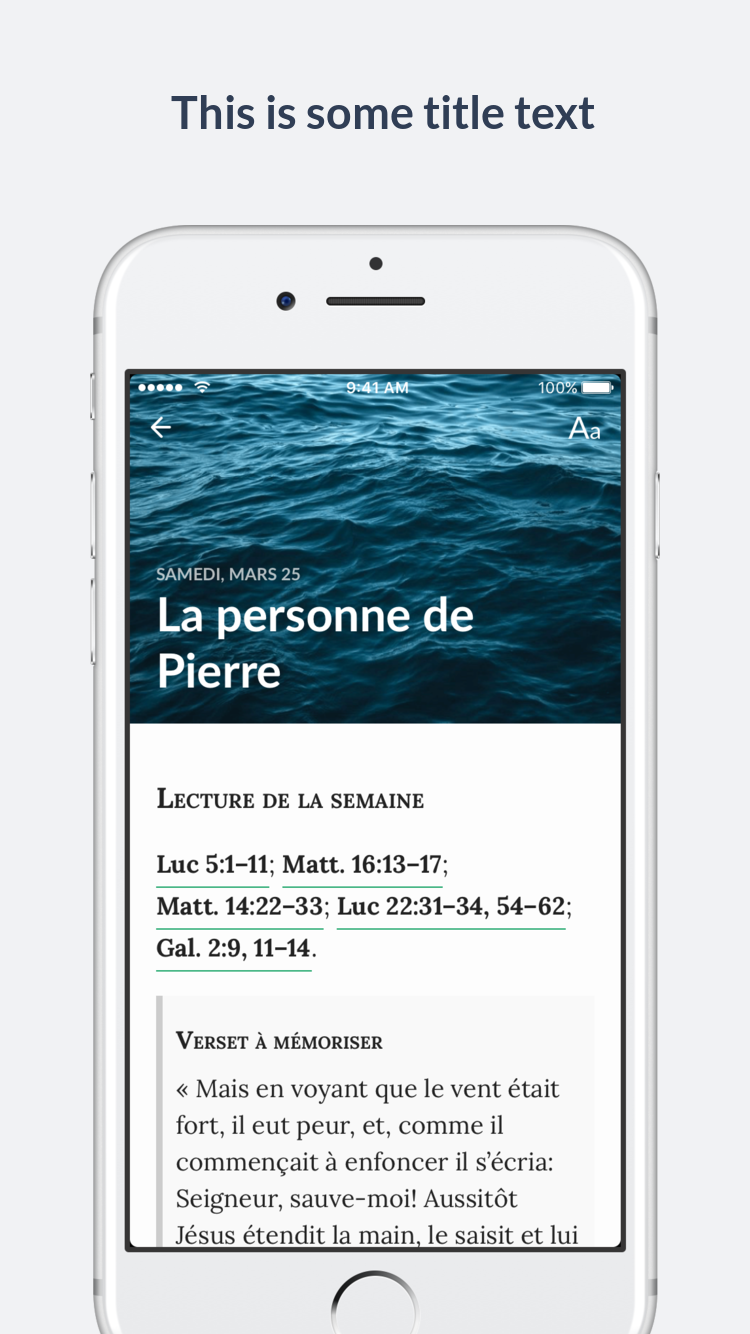 This is some title text
9:41 AM
100%
Aa
SAMEDI, MARS 25
La personne de
Pierre
Lecture de la semaine
Luc 5:1–11; Matt. 16:13–17;
Matt. 14:22–33; Luc 22:31–34, 54–62;
Gal. 2:9, 11–14.
Verset à mémoriser
« Mais en voyant que le vent était
fort, il eut peur, et, comme il
commençait à enfoncer il s’écria:
Seigneur, sauve-moi! Aussitôt
Jésus étendit la main, le saisit et lui